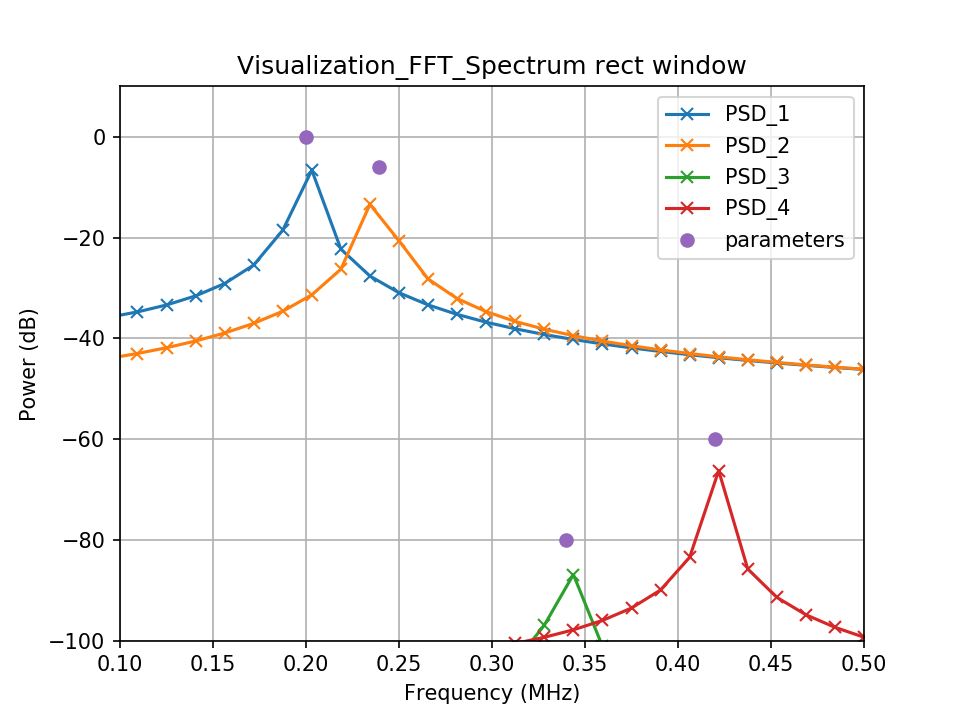 Visualization_FFT_Spectrum rect window
PSD_1
PSD_2
PSD_3
PSD_4
parameters
Power (dB)
0
−20
−40
−60
−80
−100
0.10 0.15 0.20 0.25 0.30 0.35 0.40 0.45 0.50
Frequency (MHz)